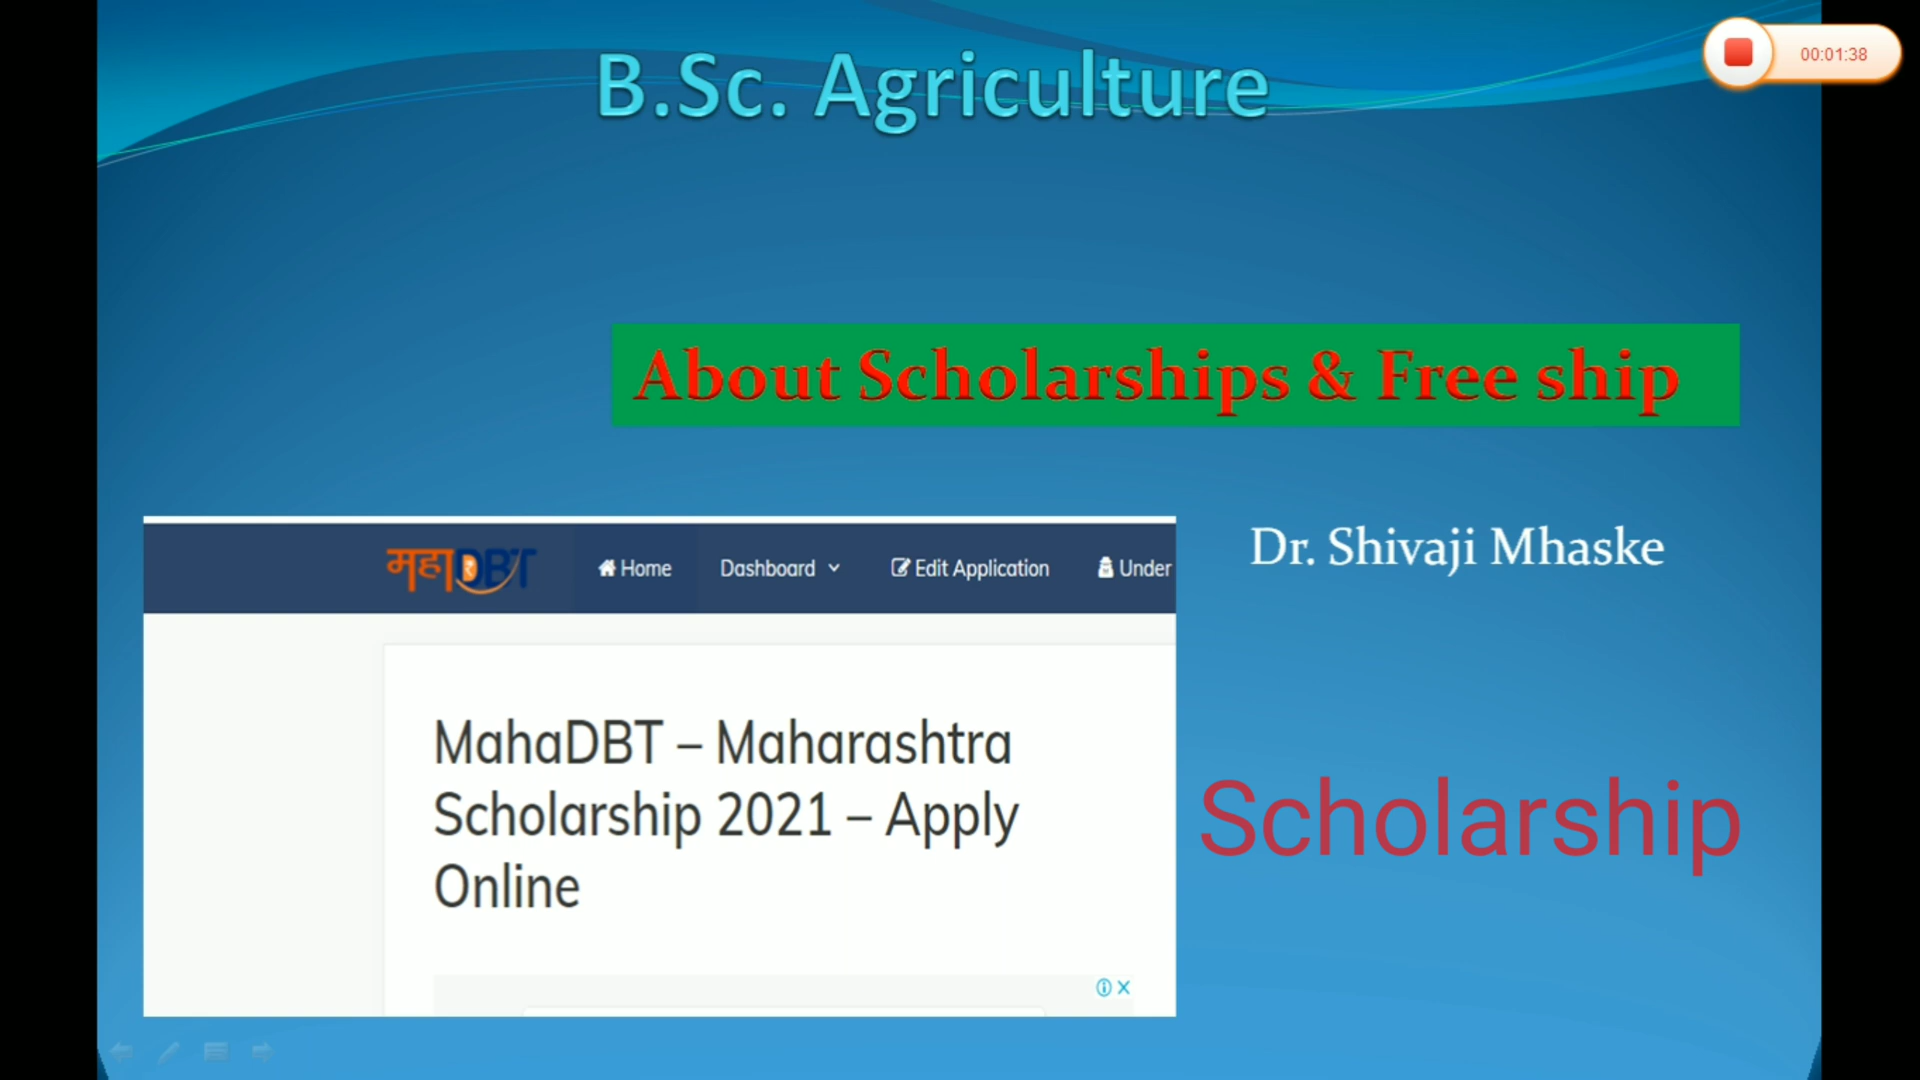 B.Sc. Agriculture
00:01:38
About Scholarships & Free ship
Dr. Shivaji Mhaske
महाDBT Home Dashboard Edit Application Under
MahaDBT – Maharashtra
Scholarship 2021 – Apply
Online
Scholarship